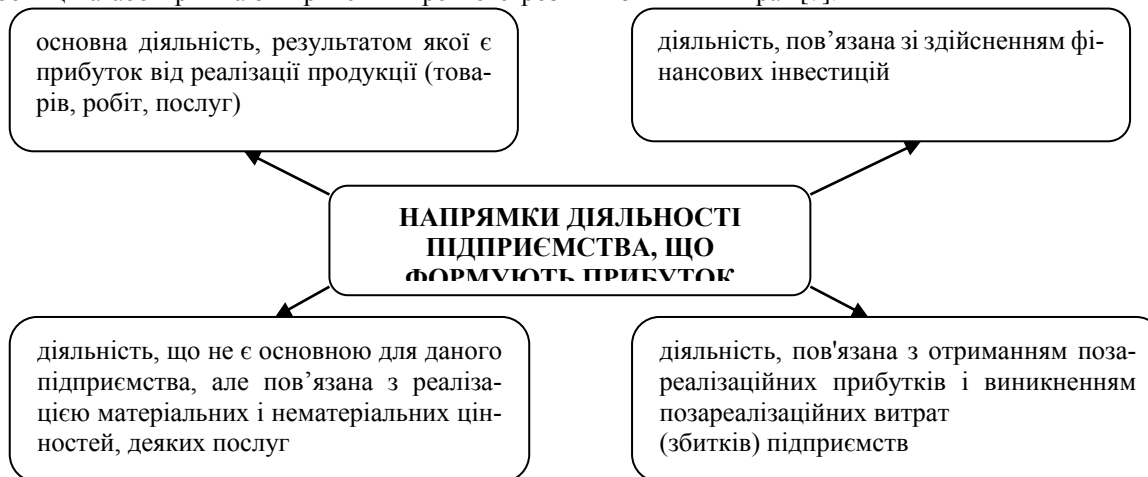 основна діяльність, результатом якої є
прибуток від реалізації продукції (това-
рів, робіт, послуг)
діяльність, пов’язана зі здійсненням фі-
нансових інвестицій
НАПРЯМКИ ДІЯЛЬНОСТІ
ПІДПРИЄМСТВА, ЩО
ФОРМУЮТЬ ПРИБУТОК
діяльність, що не є основною для даного
підприємства, але пов’язана з реаліза-
цією матеріальних і нематеріальних цін-
ностей, деяких послуг
діяльність, пов'язана з отриманням поза-
реалізаційних прибутків і виникненням
позареалізаційних витрат
(збитків) підприємств